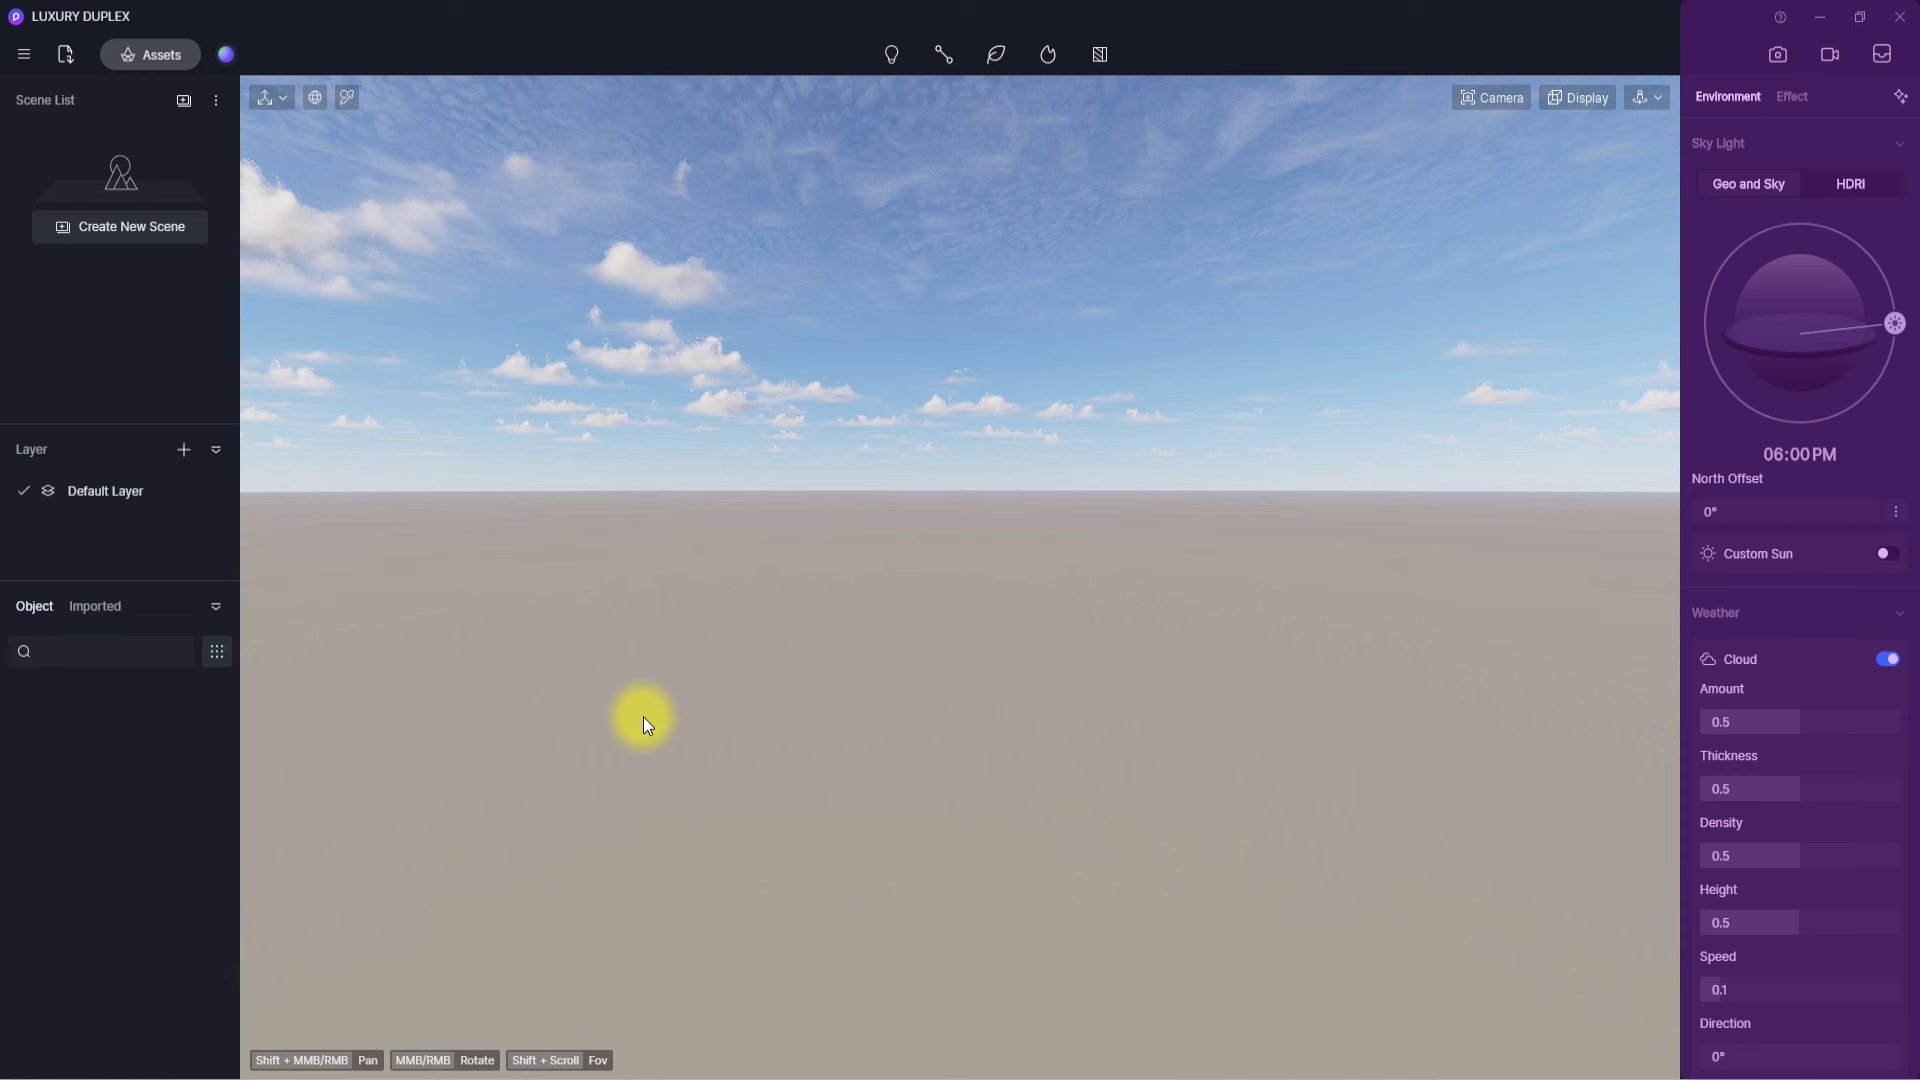 LUXURY DUPLEX
Assets
Scene List
Create New Scene
Layer
Default Layer
Object Imported
Camera Display
Shift + MMB/RMB Pan MMB/RMB Rotate Shift + Scroll Fov
Environment Effect
Sky Light
Geo and Sky HDRI
06:00 PM
North Offset
0°
Custom Sun
Weather
Cloud
Amount
0.5
Thickness
0.5
Density
0.5
Height
0.5
Speed
0.1
Direction
0°